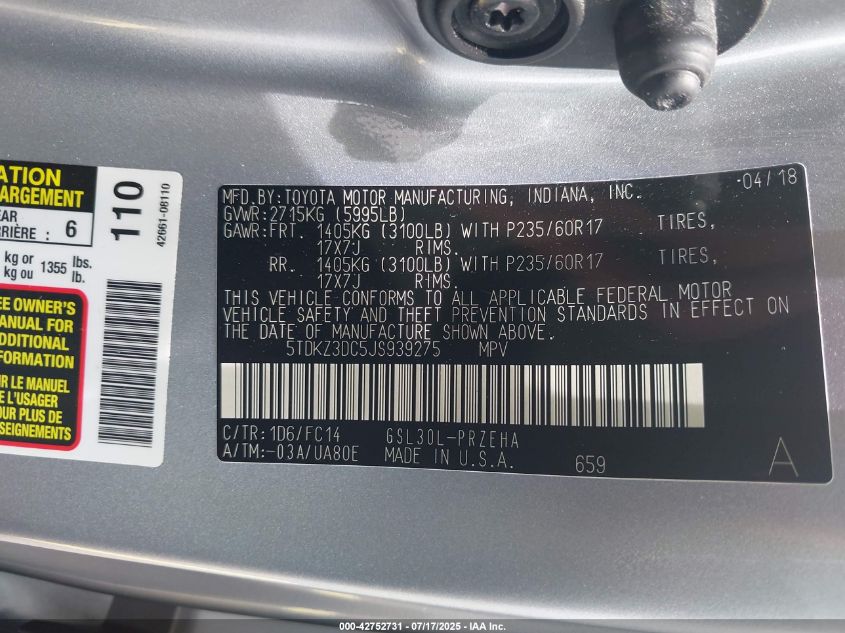 ATION
ARGEMENT
EAR
RRIÈRE : 6
kg or 1355 lbs.
kg ou lb.
EE OWNER'S
ANUAL FOR
DDITIONAL
FORMATION
R LE MANUEL
E L'USAGER
OUR PLUS DE
SEIGNEMENTS
110
42661-08110
MFD.BY:TOYOTA MOTOR MANUFACTURING, INDIANA, INC. 04/18
GVWR:2715KG (5995LB)
GAWR:FRT. 1405KG (3100LB) WITH P235/60R17 TIRES,
17X7J RIMS.
RR. 1405KG (3100LB) WITH P235/60R17 TIRES,
17X7J RIMS.
THIS VEHICLE CONFORMS TO ALL APPLICABLE FEDERAL MOTOR
VEHICLE SAFETY AND THEFT PREVENTION STANDARDS IN EFFECT ON
THE DATE OF MANUFACTURE SHOWN ABOVE.
5TDKZ3DC5JS939275 MPV
C/TR:1D6/FC14 GSL30L-PRZEHA
A/TM:-03A/UA80E MADE IN U.S.A. 659 A
000-42752731 - 07/17/2025 - IAA Inc.